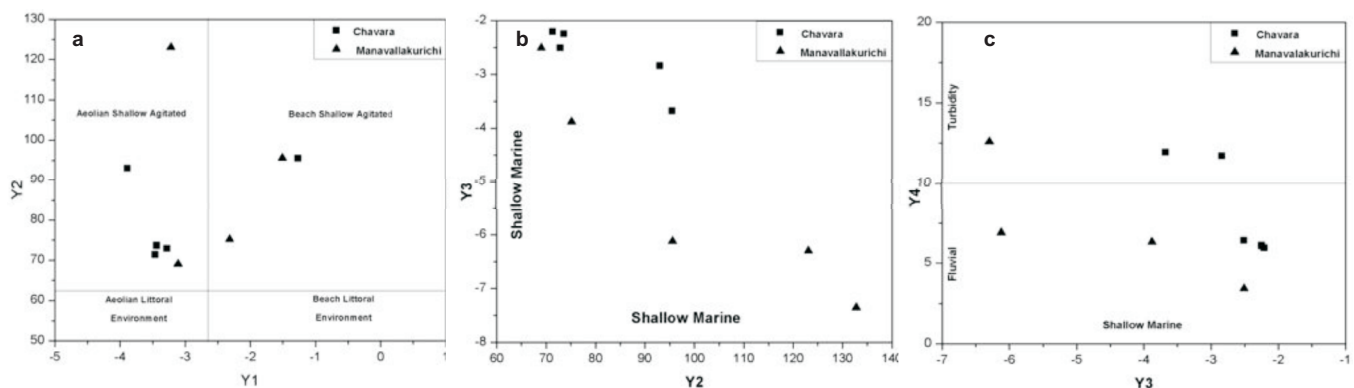 a
Chavara
Manavallakurichi
Aeolian Shallow Agitated
Beach Shallow Agitated
Aeolian Littoral
Environment
Beach Littoral
Environment
130
120
110
100
90
80
70
60
50
-5
-4
-3
-2
-1
0
1
Y2
Y1
b
Chavara
Manavallakurichi
Shallow Marine
Shallow Marine
-2
-3
-4
-5
-6
-7
-8
60
70
80
90
100
110
120
130
140
Y3
Y2
c
Chavara
Manavalakurichi
Turbidity
Fluvial
Shallow Marine
20
15
10
5
0
-7
-6
-5
-4
-3
-2
-1
Y4
Y3